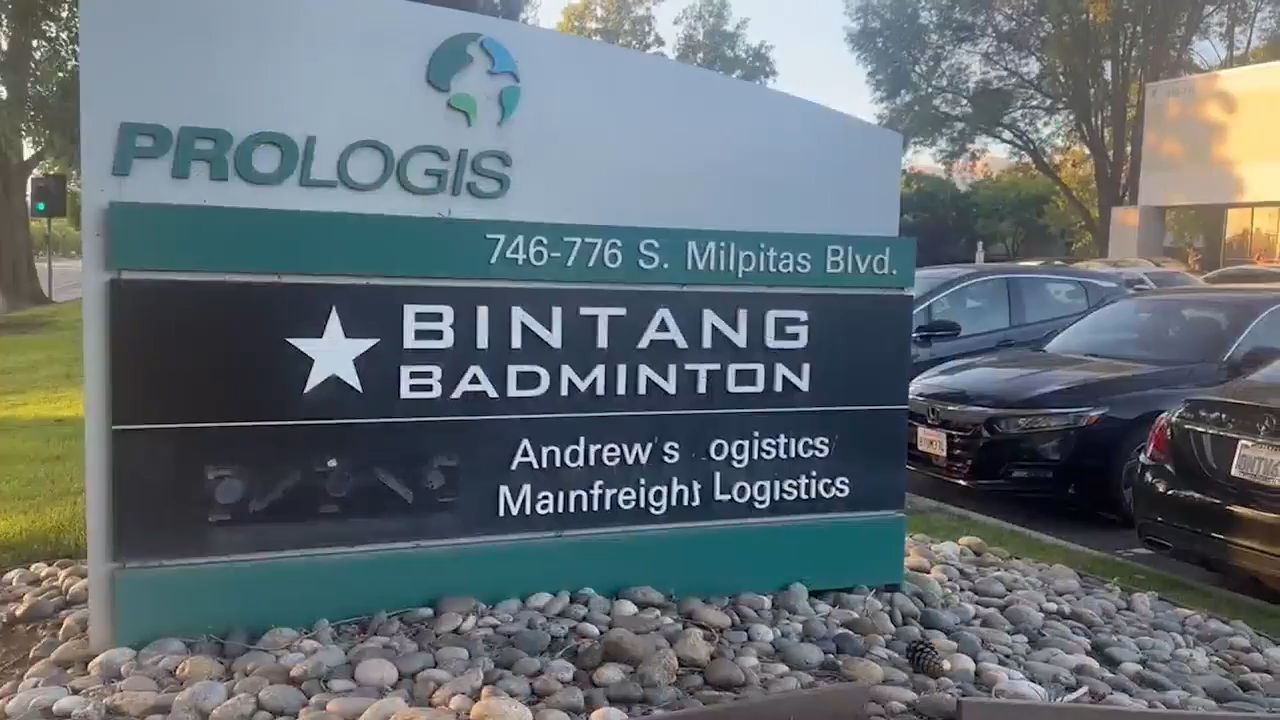 PROLOGIS
746-776 S. Milpitas Blvd.
BINTANG
BADMINTON
Andrew's ogistics
Mainfreight Logistics